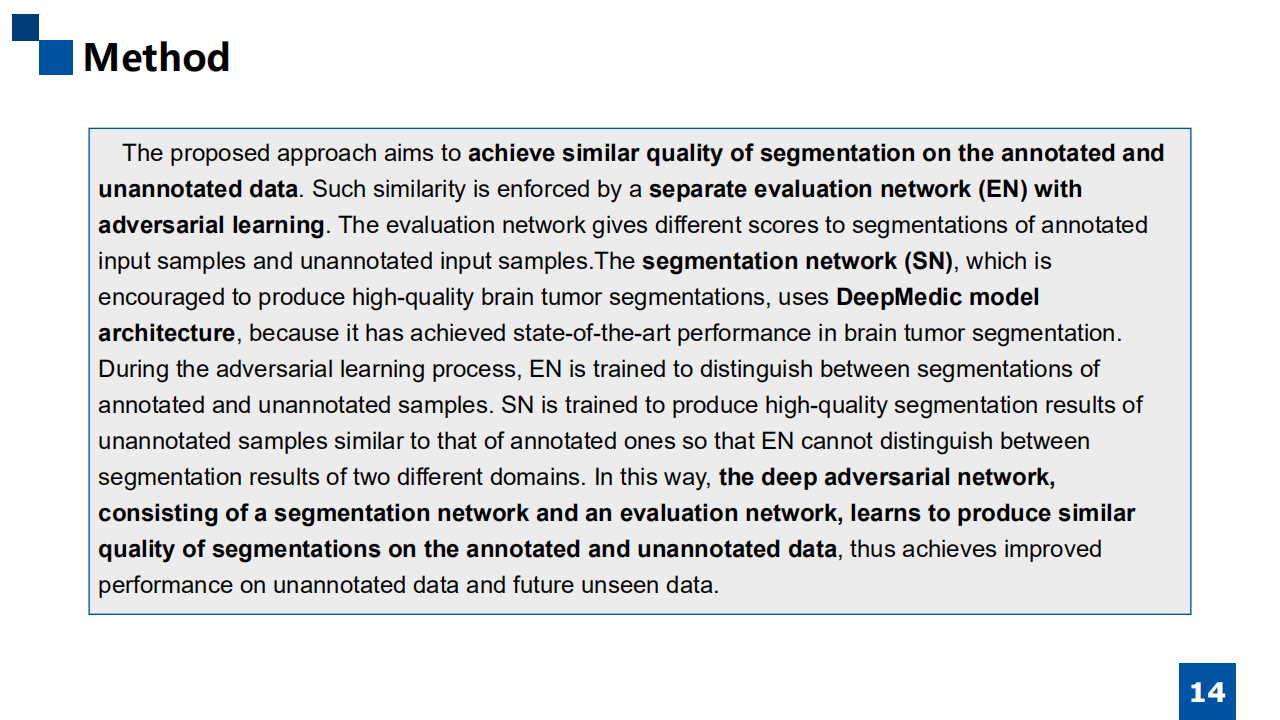 Method
The proposed approach aims to achieve similar quality of segmentation on the annotated and
unannotated data. Such similarity is enforced by a separate evaluation network (EN) with
adversarial learning. The evaluation network gives different scores to segmentations of annotated
input samples and unannotated input samples.The segmentation network (SN), which is
encouraged to produce high-quality brain tumor segmentations, uses DeepMedic model
architecture, because it has achieved state-of-the-art performance in brain tumor segmentation.
During the adversarial learning process, EN is trained to distinguish between segmentations of
annotated and unannotated samples. SN is trained to produce high-quality segmentation results of
unannotated samples similar to that of annotated ones so that EN cannot distinguish between
segmentation results of two different domains. In this way, the deep adversarial network,
consisting of a segmentation network and an evaluation network, learns to produce similar
quality of segmentations on the annotated and unannotated data, thus achieves improved
performance on unannotated data and future unseen data.
14